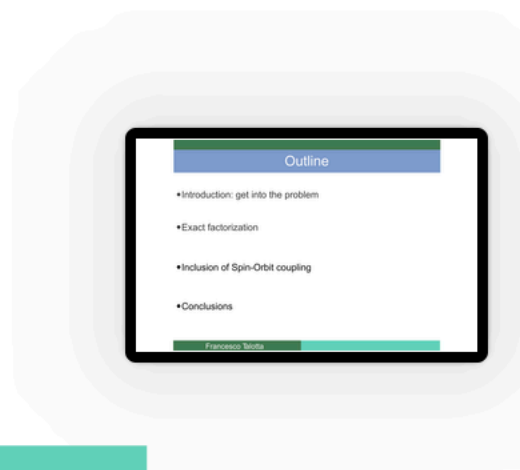 Outline
•Introduction: get into the problem
•Exact factorization
•Inclusion of Spin-Orbit coupling
•Conclusions
Francesco Talotta